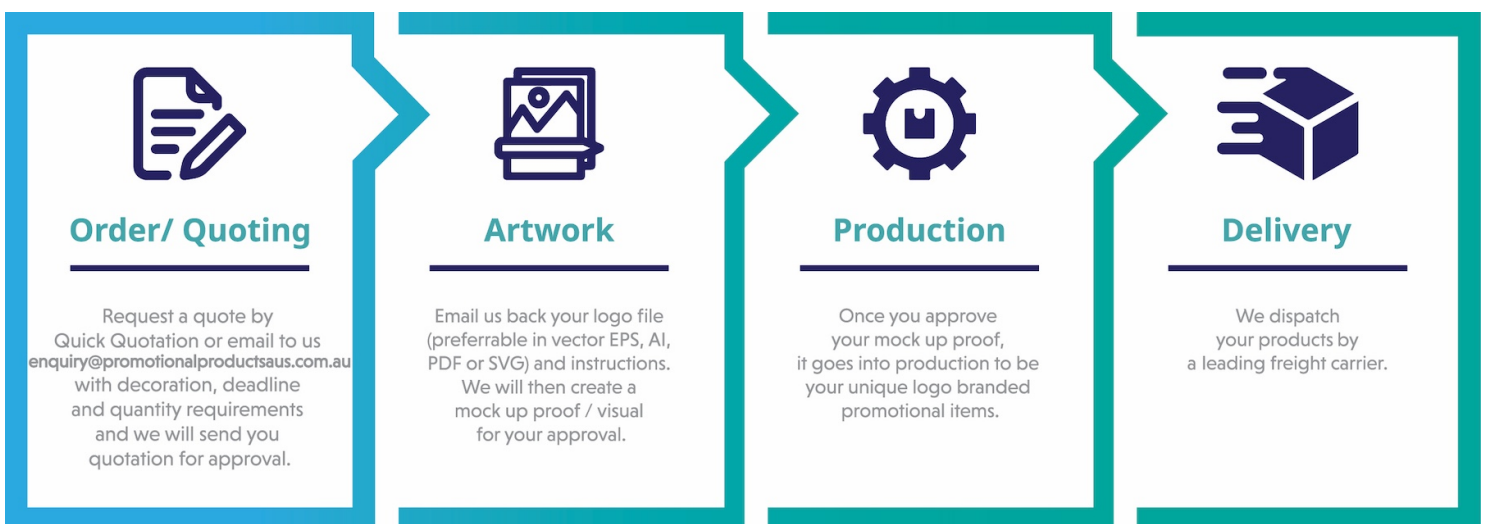 Order/ Quoting
Request a quote by
Quick Quotation or email to us
enquiry@promotionalproductsaus.com.au
with decoration, deadline
and quantity requirements
and we will send you
quotation for approval.
Artwork
Email us back your logo file
(preferrable in vector EPS, AI,
PDF or SVG) and instructions.
We will then create a
mock up proof / visual
for your approval.
Production
Once you approve
your mock up proof,
it goes into production to be
your unique logo branded
promotional items.
Delivery
We dispatch
your products by
a leading freight carrier.